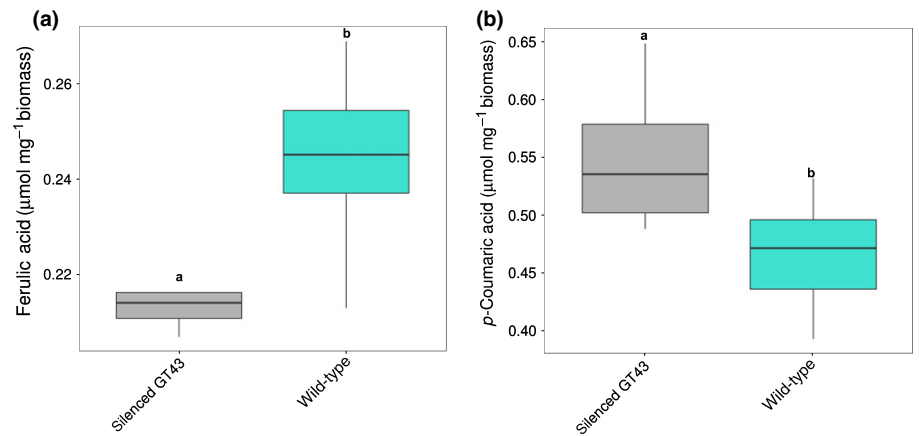 (a)
Ferulic acid (μmol mg⁻¹ biomass)
0.26
0.24
0.22
a
b
Silenced GT43
Wild-type
(b)
p-Coumaric acid (μmol mg⁻¹ biomass)
0.65
0.60
0.55
0.50
0.45
0.40
a
b
Silenced GT43
Wild-type